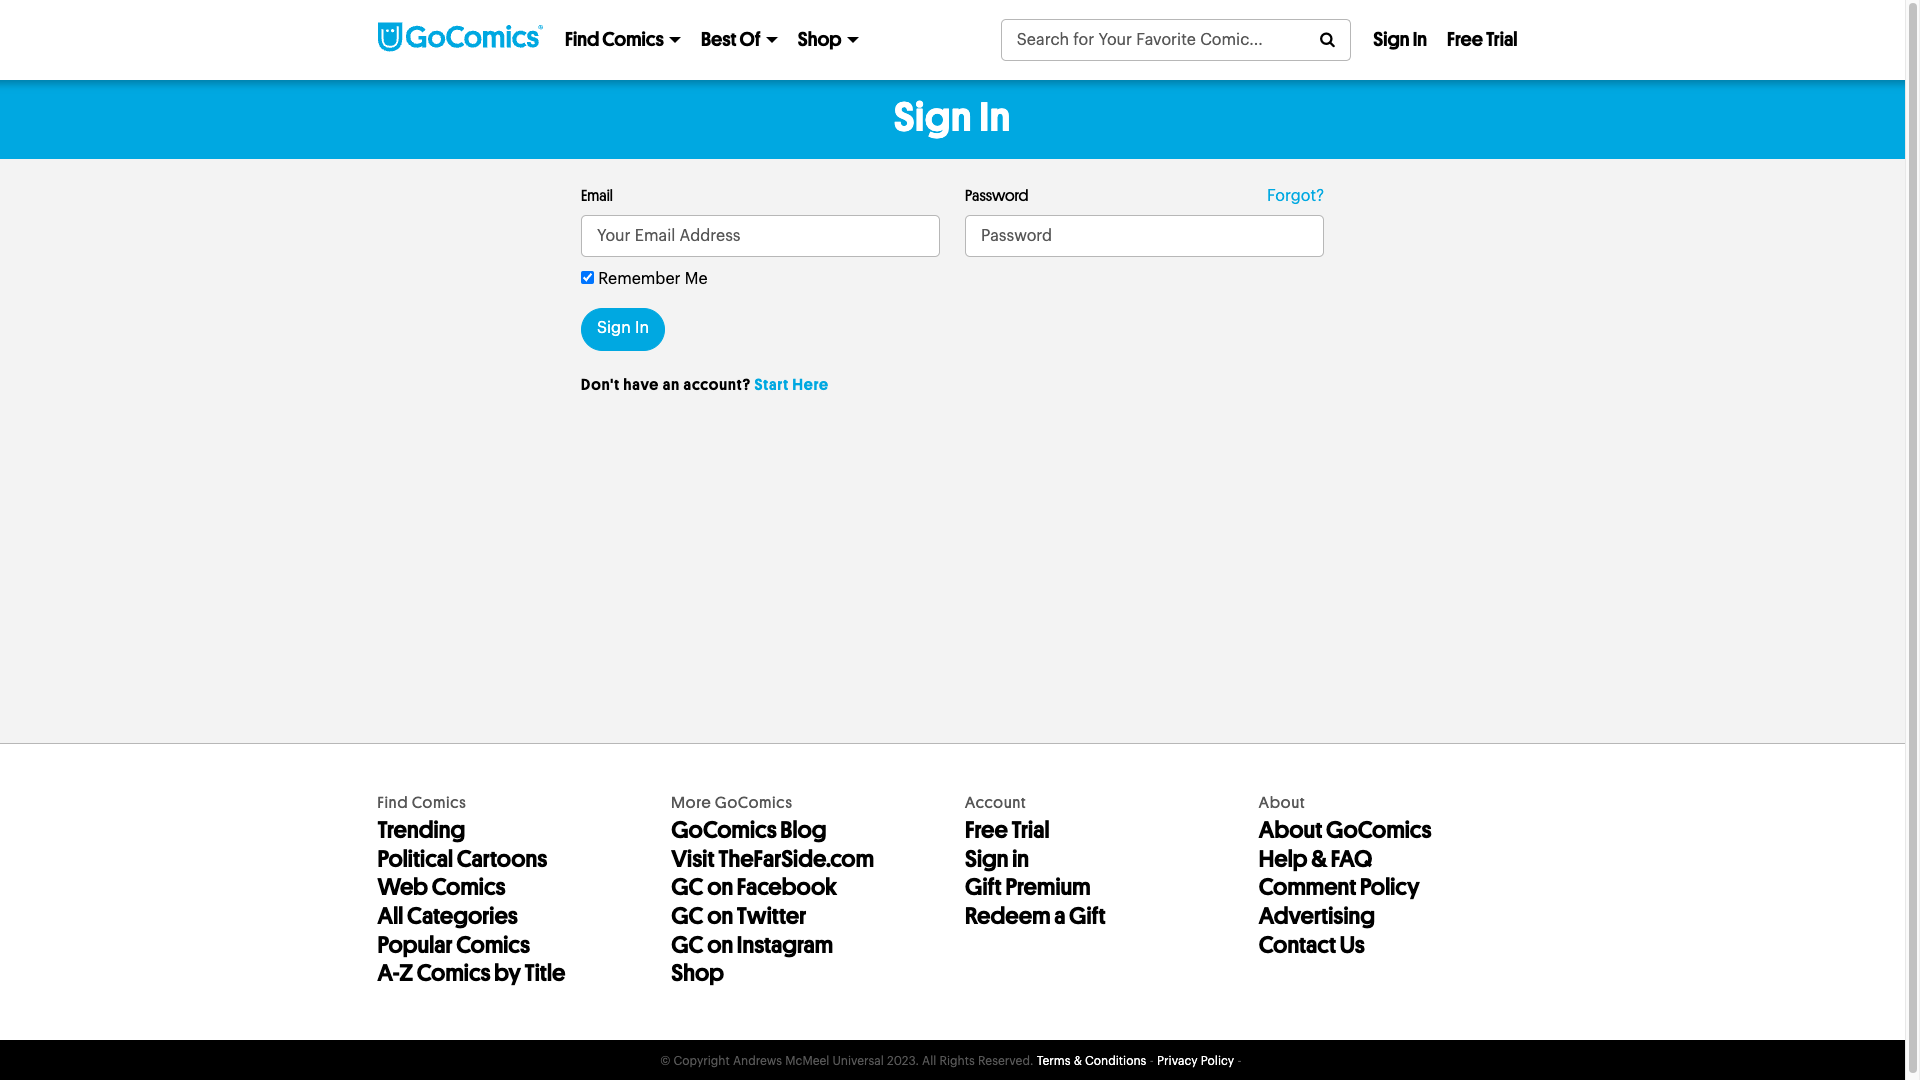 GoComics Find Comics Best Of Shop Search for Your Favorite Comic... Sign In Free Trial
Sign In
Email
Password Forgot?
Your Email Address
Password
Remember Me
Sign In
Don't have an account? Start Here
Find Comics
Trending
Political Cartoons
Web Comics
All Categories
Popular Comics
A-Z Comics by Title
More GoComics
GoComics Blog
Visit TheFarSide.com
GC on Facebook
GC on Twitter
GC on Instagram
Shop
Account
Free Trial
Sign in
Gift Premium
Redeem a Gift
About
About GoComics
Help & FAQ
Comment Policy
Advertising
Contact Us
© Copyright Andrews McMeel Universal 2023. All Rights Reserved. Terms & Conditions - Privacy Policy -